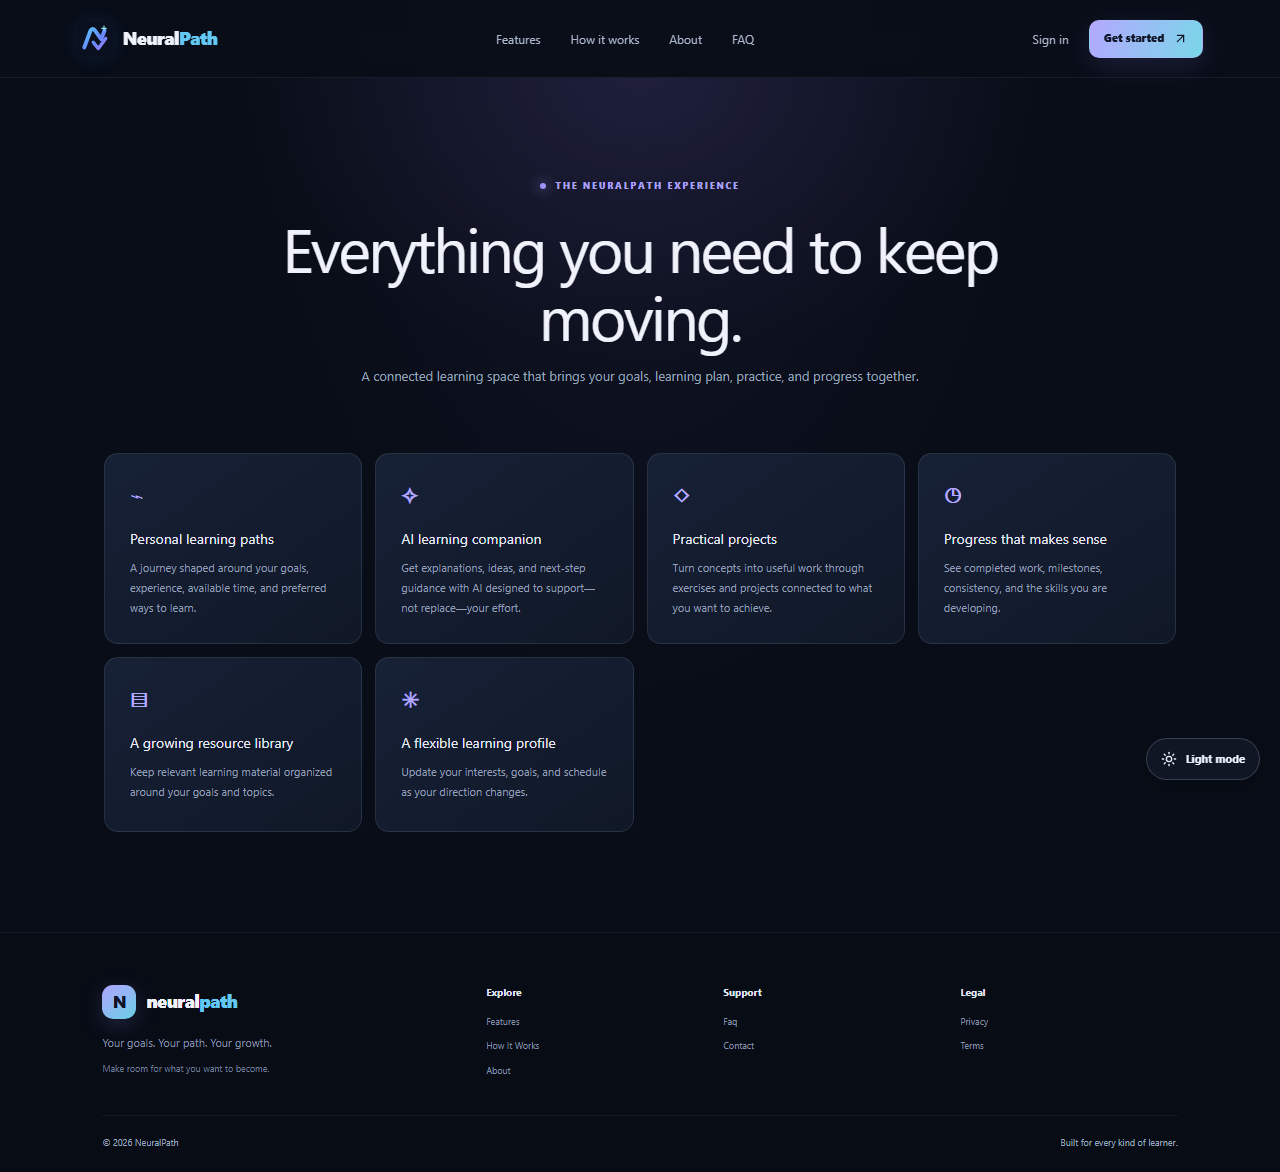 NeuralPath
Features
How it works
About
FAQ
Sign in
Get started
THE NEURALPATH EXPERIENCE
Everything you need to keep
moving.
A connected learning space that brings your goals, learning plan, practice, and progress together.
Personal learning paths
A journey shaped around your goals,
experience, available time, and preferred
ways to learn.
AI learning companion
Get explanations, ideas, and next-step
guidance with AI designed to support—
not replace—your effort.
Practical projects
Turn concepts into useful work through
exercises and projects connected to what
you want to achieve.
Progress that makes sense
See completed work, milestones,
consistency, and the skills you are
developing.
A growing resource library
Keep relevant learning material organized
around your goals and topics.
A flexible learning profile
Update your interests, goals, and schedule
as your direction changes.
Light mode
N
neuralpath
Your goals. Your path. Your growth.
Make room for what you want to become.
Explore
Features
How It Works
About
Support
Faq
Contact
Legal
Privacy
Terms
© 2026 NeuralPath
Built for every kind of learner.